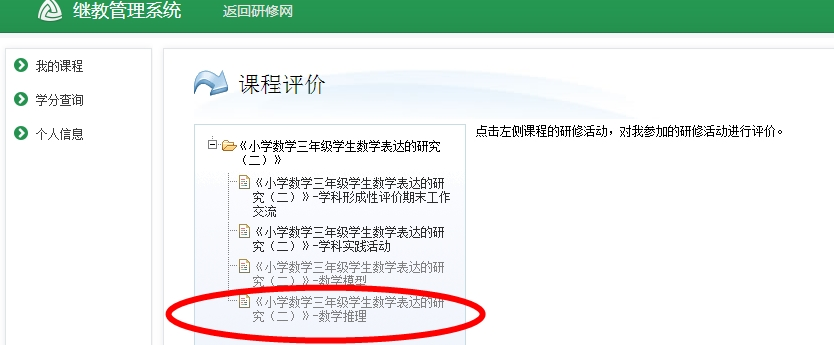 继教管理系统 返回研修网
我的课程
学分查询
个人信息
课程评价
《小学数学三年级学生数学表达的研究
（二）》
《小学数学三年级学生数学表达的研
究（二）》-学科形成性评价期末工作
交流
《小学数学三年级学生数学表达的研
究（二）》-学科实践活动
《小学数学三年级学生数学表达的研
究（二）》-数学模型
《小学数学三年级学生数学表达的研
究（二）》-数学推理
点击左侧课程的研修活动，对我参加的研修活动进行评价。